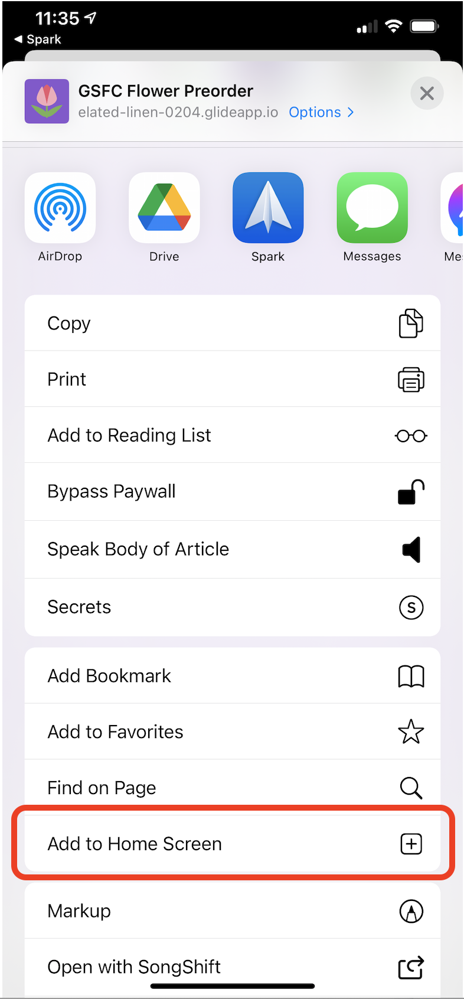 11:35
◀ Spark
GSFC Flower Preorder
elated-linen-0204.glideapp.io Options >
AirDrop
Drive
Spark
Messages
Me
Copy
Print
Add to Reading List
Bypass Paywall
Speak Body of Article
Secrets
S
Add Bookmark
Add to Favorites
Find on Page
Add to Home Screen
Markup
Open with SongShift